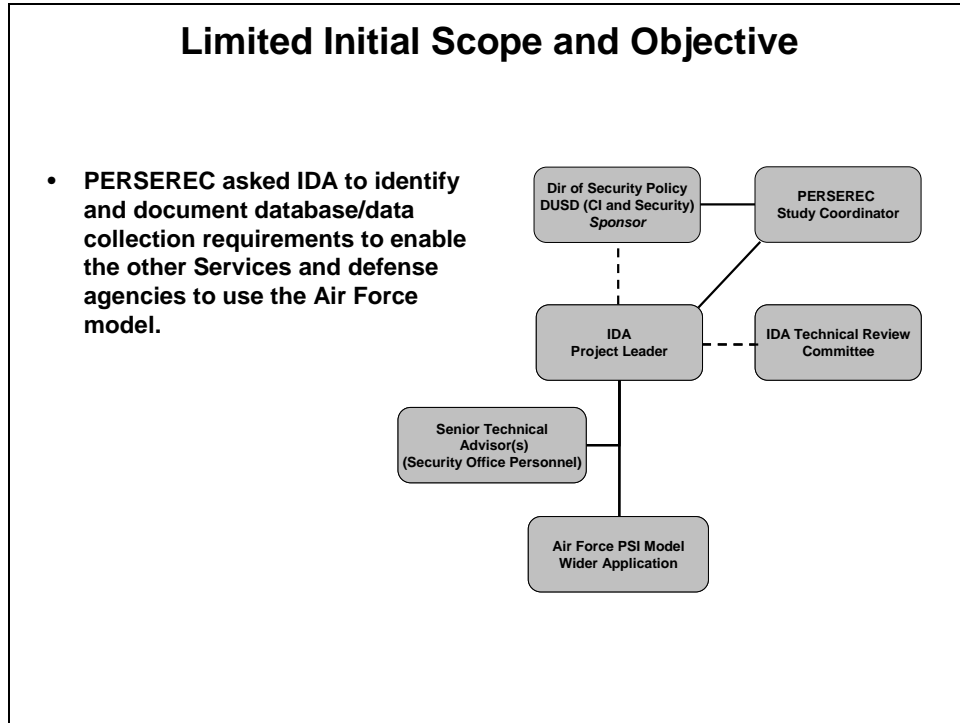 Limited Initial Scope and Objective
• PERSEREC asked IDA to identify
and document database/data
collection requirements to enable
the other Services and defense
agencies to use the Air Force
model.
Dir of Security Policy
DUSD (CI and Security)
Sponsor
PERSEREC
Study Coordinator
IDA
Project Leader
IDA Technical Review
Committee
Senior Technical
Advisor(s)
(Security Office Personnel)
Air Force PSI Model
Wider Application